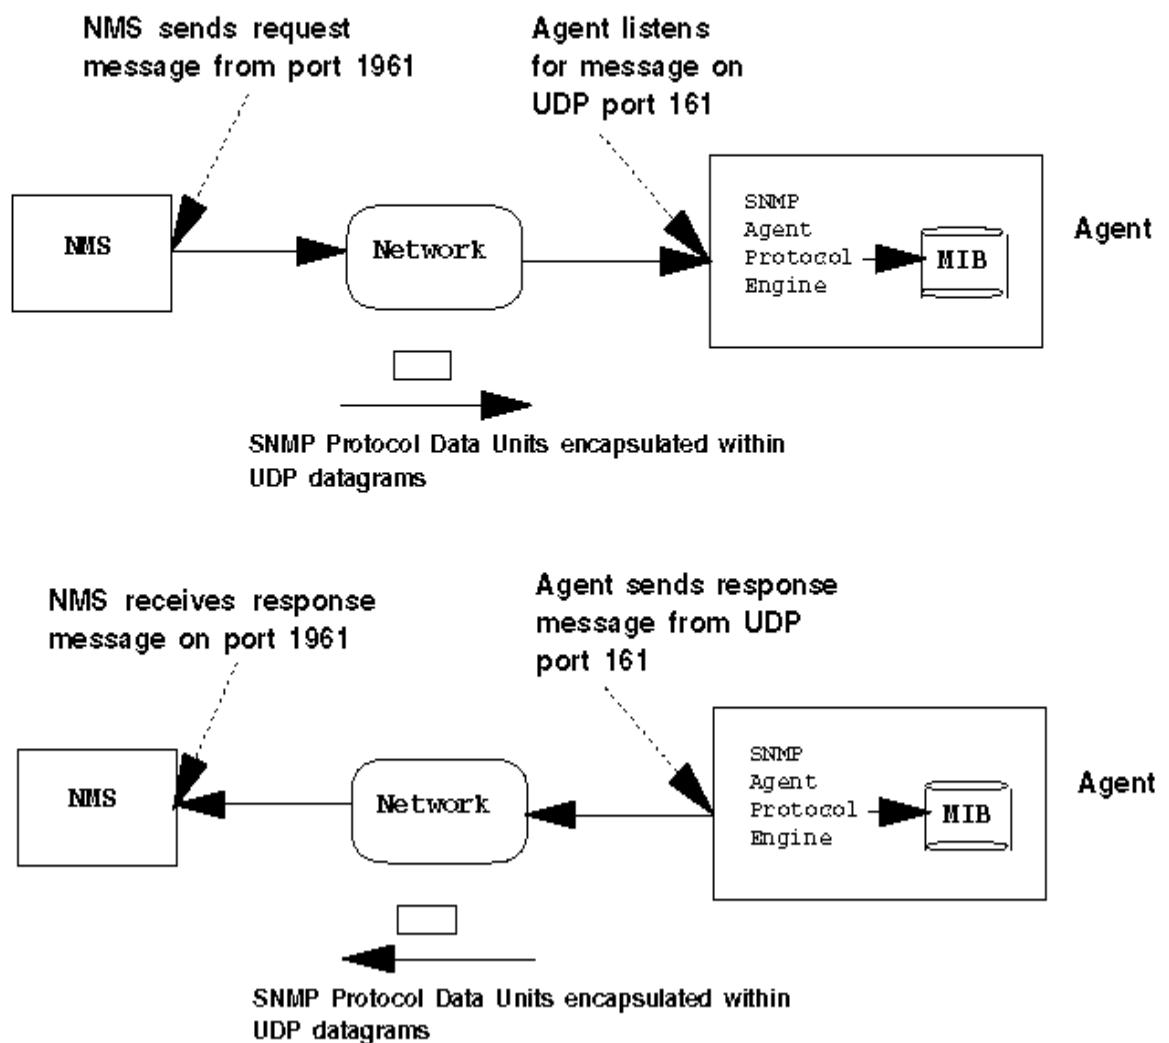 NMS sends request
message from port 1961
Agent listens
for message on
UDP port 161
NMS
Network
SNMP
Agent
Protocol
Engine
MIB
Agent
SNMP Protocol Data Units encapsulated within
UDP datagrams
NMS receives response
message on port 1961
Agent sends response
message from UDP
port 161
NMS
Network
SNMP
Agent
Protocol
Engine
MIB
Agent
SNMP Protocol Data Units encapsulated within
UDP datagrams